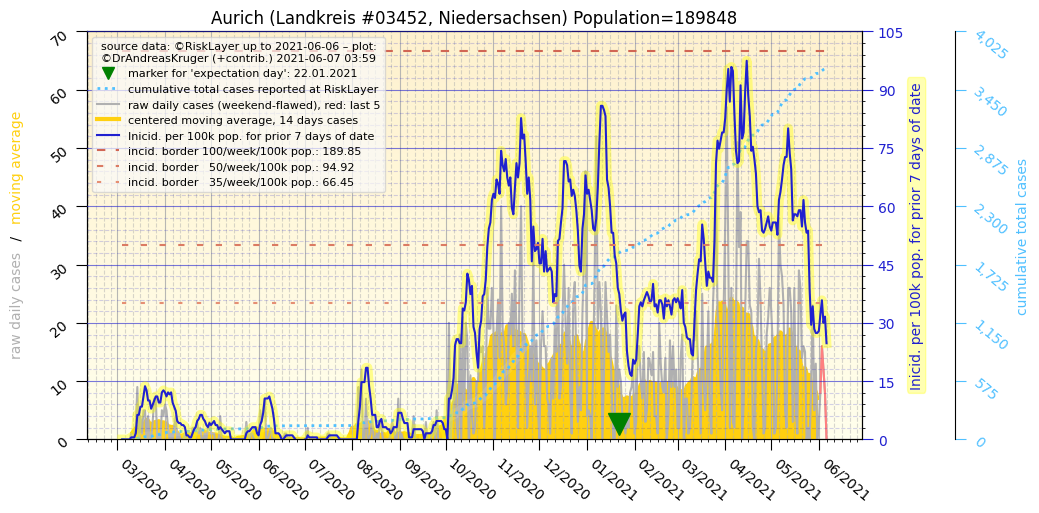 Aurich (Landkreis #03452, Niedersachsen) Population=189848
source data: ©RiskLayer up to 2021-06-06 – plot:
©DrAndreasKruger (+contrib.) 2021-06-07 03:59
marker for 'expectation day': 22.01.2021
cumulative total cases reported at RiskLayer
raw daily cases (weekend-flawed), red: last 5
centered moving average, 14 days cases
Inicid. per 100k pop. for prior 7 days of date
incid. border 100/week/100k pop.: 189.85
incid. border 50/week/100k pop.: 94.92
incid. border 35/week/100k pop.: 66.45
raw daily cases / moving average
70
60
50
40
30
20
10
0
03/2020
04/2020
05/2020
06/2020
07/2020
08/2020
09/2020
10/2020
11/2020
12/2020
01/2021
02/2021
03/2021
04/2021
05/2021
06/2021
105
90
75
60
45
30
15
0
Inicid. per 100k pop. for prior 7 days of date
4,025
3,450
2,875
2,300
1,725
1,150
575
0
cumulative total cases